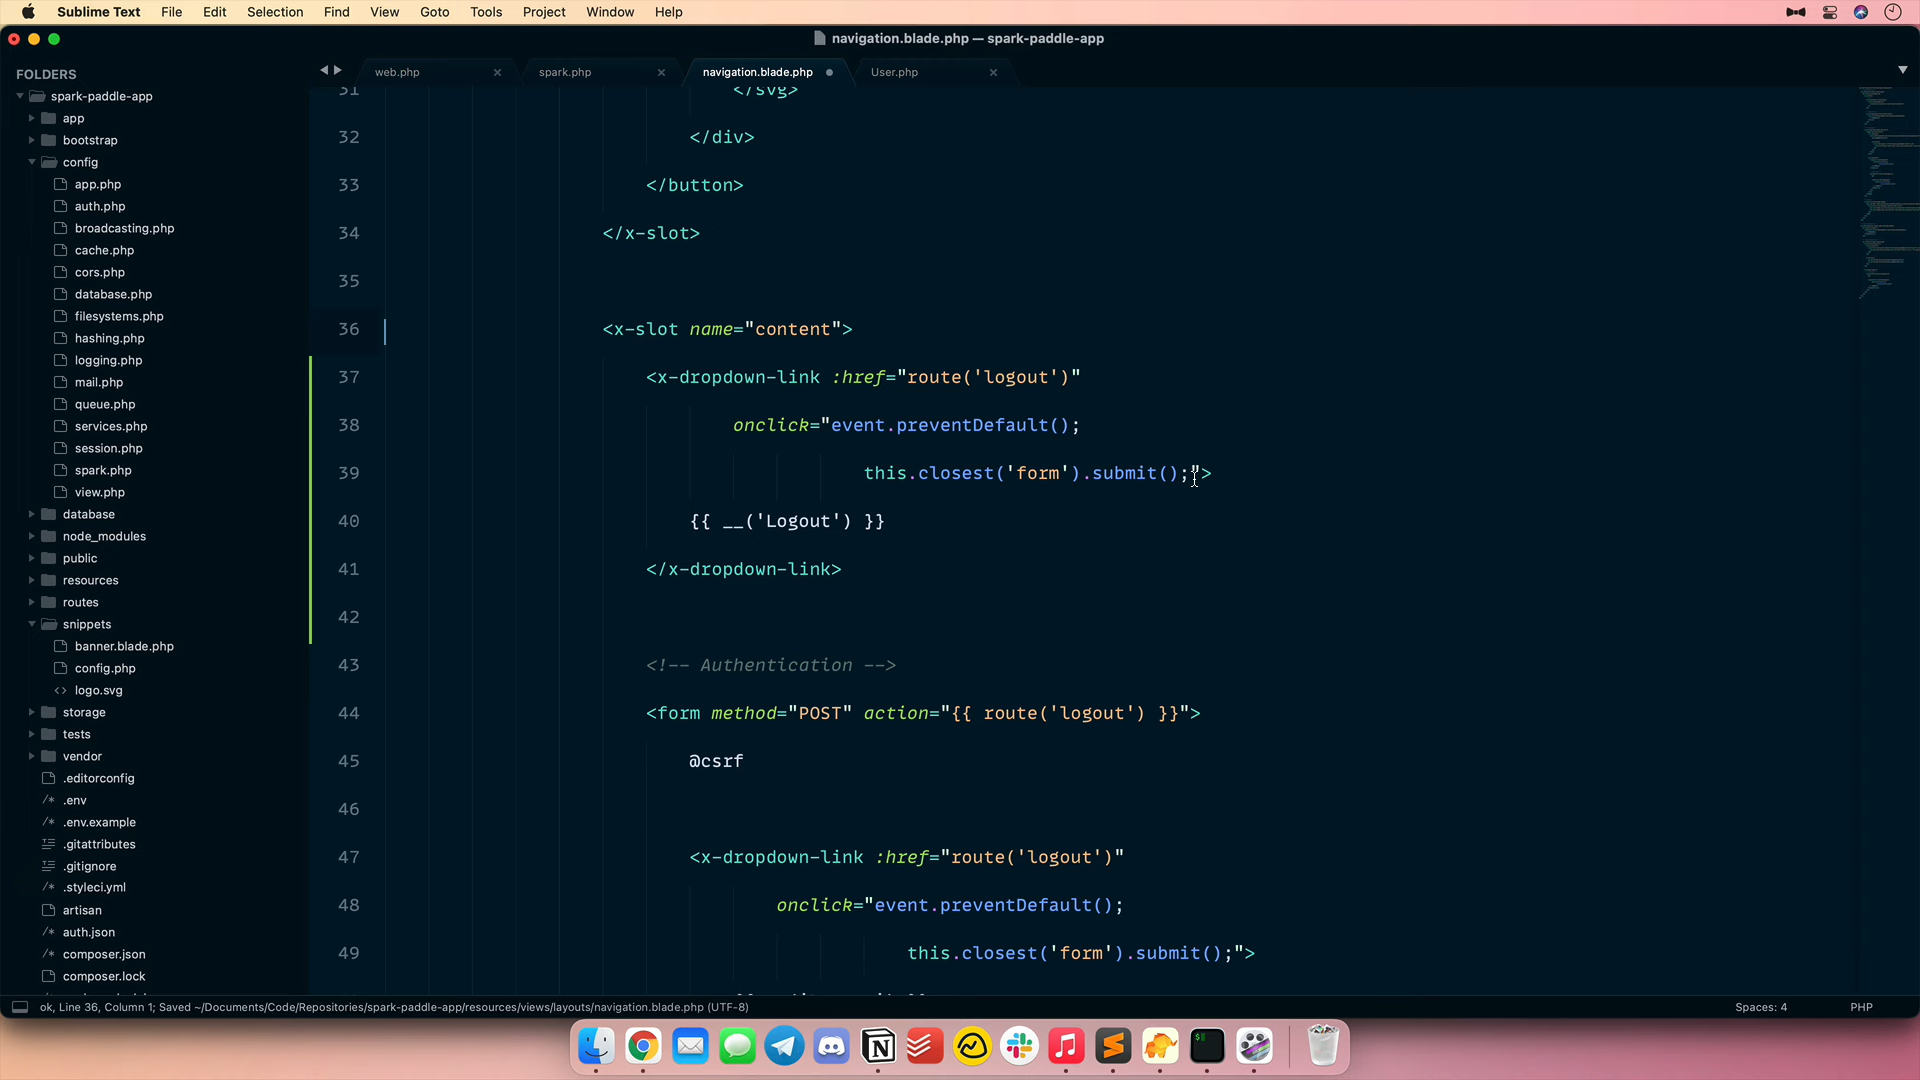 Sublime Text File Edit Selection Find View Goto Tools Project Window Help
navigation.blade.php — spark-paddle-app
FOLDERS
spark-paddle-app
app
bootstrap
config
app.php
auth.php
broadcasting.php
cache.php
cors.php
database.php
filesystems.php
hashing.php
logging.php
mail.php
queue.php
services.php
session.php
spark.php
view.php
database
node_modules
public
resources
routes
snippets
banner.blade.php
config.php
logo.svg
storage
tests
vendor
.editorconfig
.env
.env.example
.gitattributes
.gitignore
.styleci.yml
artisan
auth.json
composer.json
composer.lock
web.php spark.php navigation.blade.php User.php
31 </svg>
32 </div>
33 </button>
34 </x-slot>
35
36 <x-slot name="content">
37 <x-dropdown-link :href="route('logout')"
38 onclick="event.preventDefault();
39 this.closest('form').submit();">
40 {{ __('Logout') }}
41 </x-dropdown-link>
42
43 <!-- Authentication -->
44 <form method="POST" action="{{ route('logout') }}">
45 @csrf
46
47 <x-dropdown-link :href="route('logout')"
48 onclick="event.preventDefault();
49 this.closest('form').submit();">
ok, Line 36, Column 1; Saved ~/Documents/Code/Repositories/spark-paddle-app/resources/views/layouts/navigation.blade.php (UTF-8) Spaces: 4 PHP